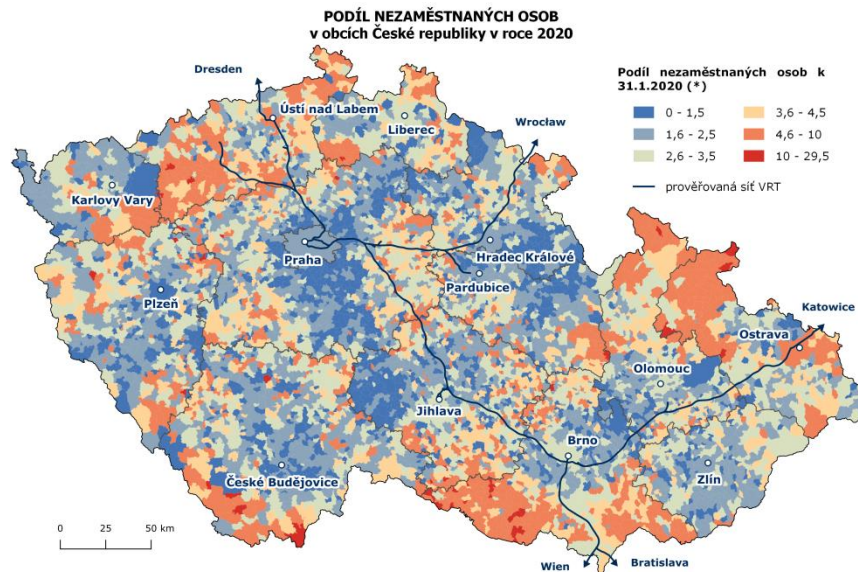 PODÍL NEZAMĚSTNANÝCH OSOB
v obcích České republiky v roce 2020
Podíl nezaměstnaných osob k
31.1.2020 (*)
0 - 1,5
1,6 - 2,5
2,6 - 3,5
3,6 - 4,5
4,6 - 10
10 - 29,5
prověřovaná síť VRT
Dresden
Ústí nad Labem
Liberec
Wrocław
Karlovy Vary
Praha
Hradec Králové
Pardubice
Plzeň
Katowice
Ostrava
Olomouc
Jihlava
Brno
Zlín
České Budějovice
0 25 50 km
Wien
Bratislava